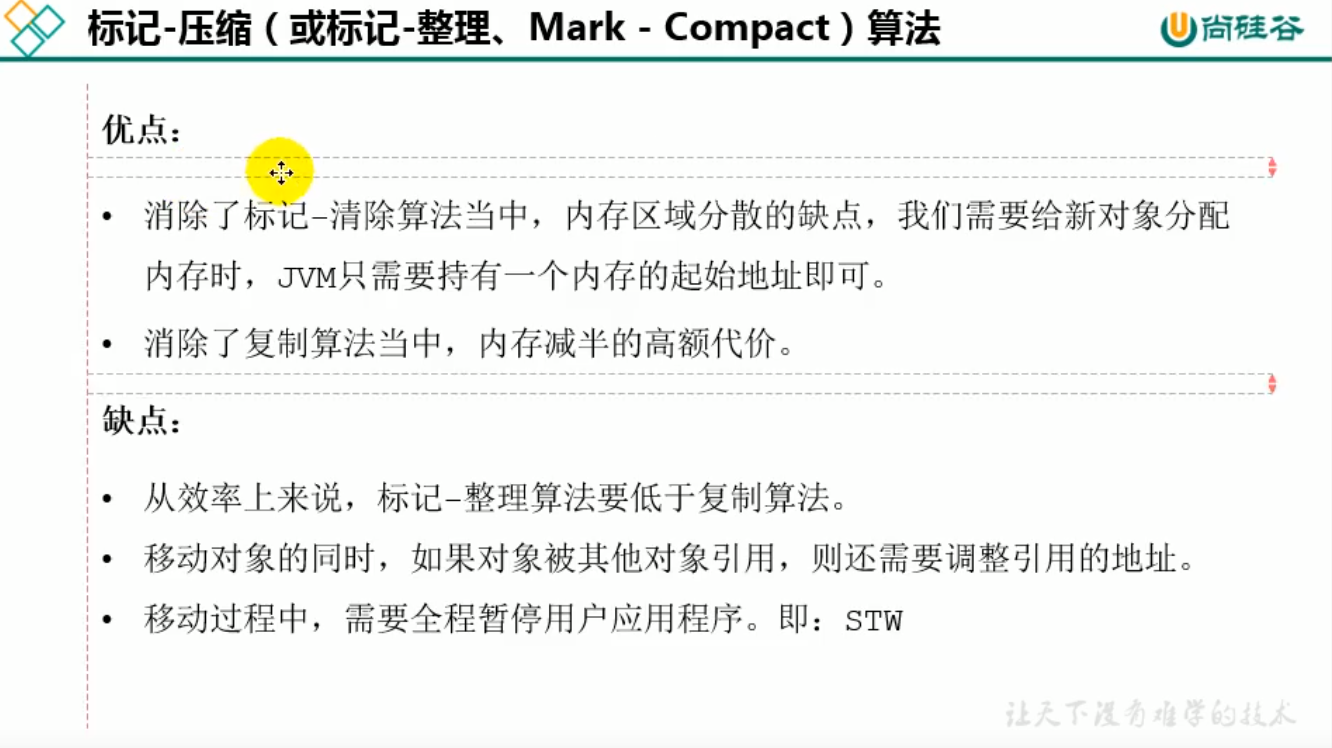 标记-压缩（或标记-整理、Mark - Compact）算法
尚硅谷
优点：
• 消除了标记-清除算法当中，内存区域分散的缺点，我们需要给新对象分配
内存时，JVM只需要持有一个内存的起始地址即可。
• 消除了复制算法当中，内存减半的高额代价。
缺点：
• 从效率上来说，标记-整理算法要低于复制算法。
• 移动对象的同时，如果对象被其他对象引用，则还需要调整引用的地址。
• 移动过程中，需要全程暂停用户应用程序。即：STW
让天下没有难学的技术